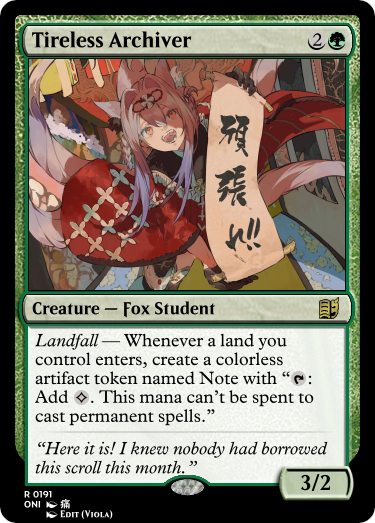 Tireless Archiver 2
頑
張
れ!!
Creature — Fox Student
Landfall — Whenever a land you
control enters, create a colorless
artifact token named Note with “:
Add . This mana can’t be spent to
cast permanent spells.”
“Here it is! I knew nobody had borrowed
this scroll this month.”
3/2
R 0191
ONI 痛
EDIT (VIOLA)